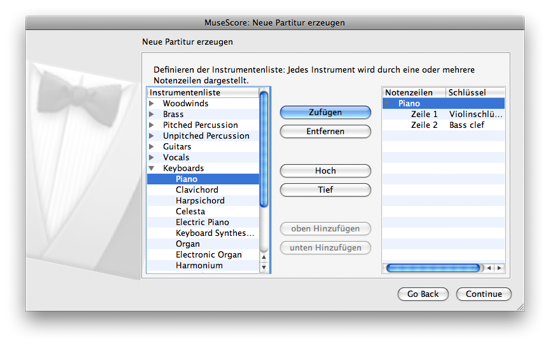 MuseScore: Neue Partitur erzeugen
Neue Partitur erzeugen
Definieren der Instrumentenliste: Jedes Instrument wird durch eine oder mehrere
Notenzeilen dargestellt.
Instrumentenliste
Woodwinds
Brass
Pitched Percussion
Unpitched Percussion
Guitars
Vocals
Keyboards
Piano
Clavichord
Harpsichord
Celesta
Electric Piano
Keyboard Synthes...
Organ
Electronic Organ
Harmonium
Zufügen
Entfernen
Hoch
Tief
oben Hinzufügen
unten Hinzufügen
Notenzeilen Schlüssel
Piano
Zeile 1 Violinschlü...
Zeile 2 Bass clef
Go Back
Continue